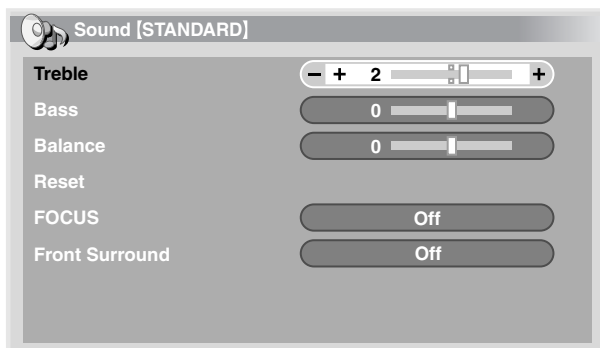 Sound [STANDARD]
Treble − + 2 +
Bass 0
Balance 0
Reset
FOCUS Off
Front Surround Off